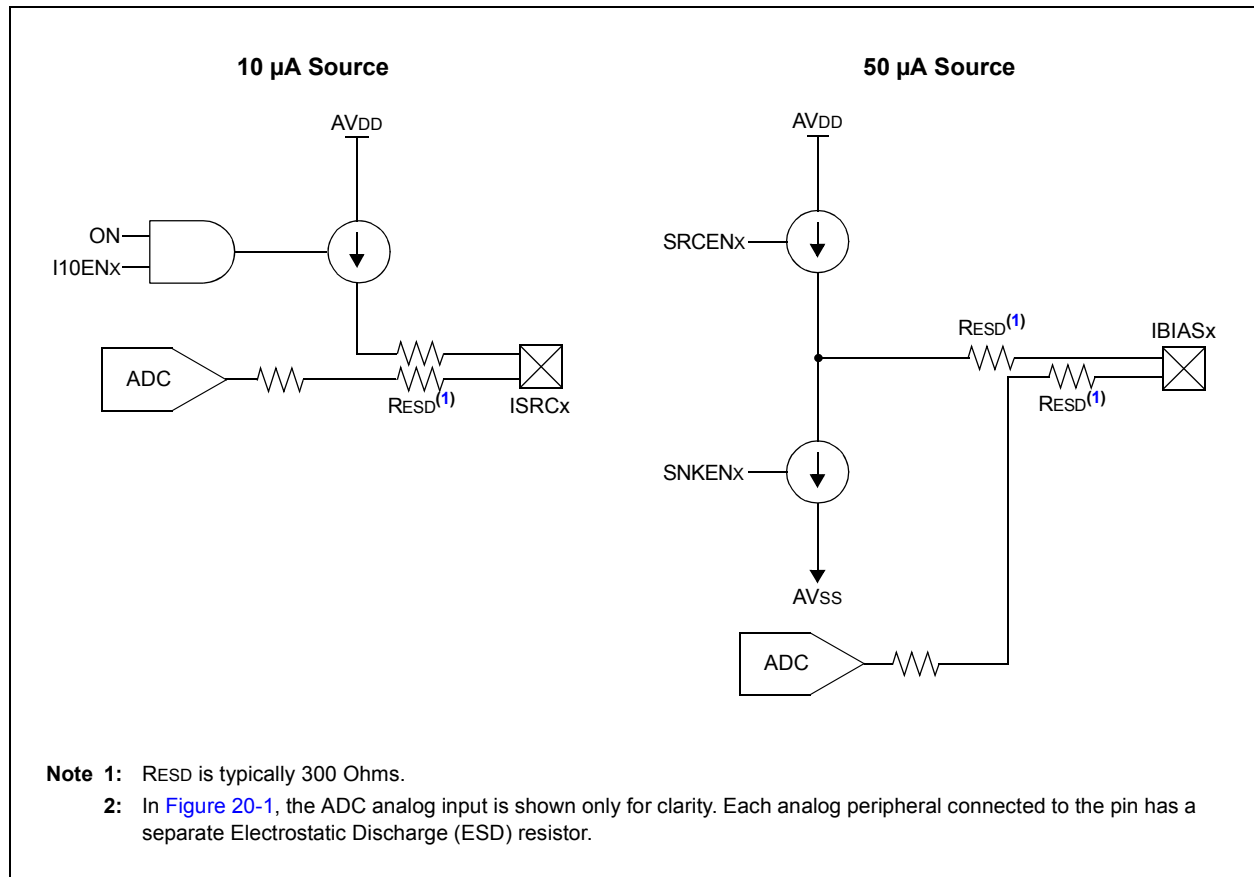 10 µA Source
AVDD
ON
I10ENx
ADC
RESD(1)
ISRCx
50 µA Source
AVDD
SRCENx
RESD(1)
IBIASx
RESD(1)
SNKENx
AVSS
ADC
Note 1: RESD is typically 300 Ohms.
2: In Figure 20-1, the ADC analog input is shown only for clarity. Each analog peripheral connected to the pin has a
separate Electrostatic Discharge (ESD) resistor.